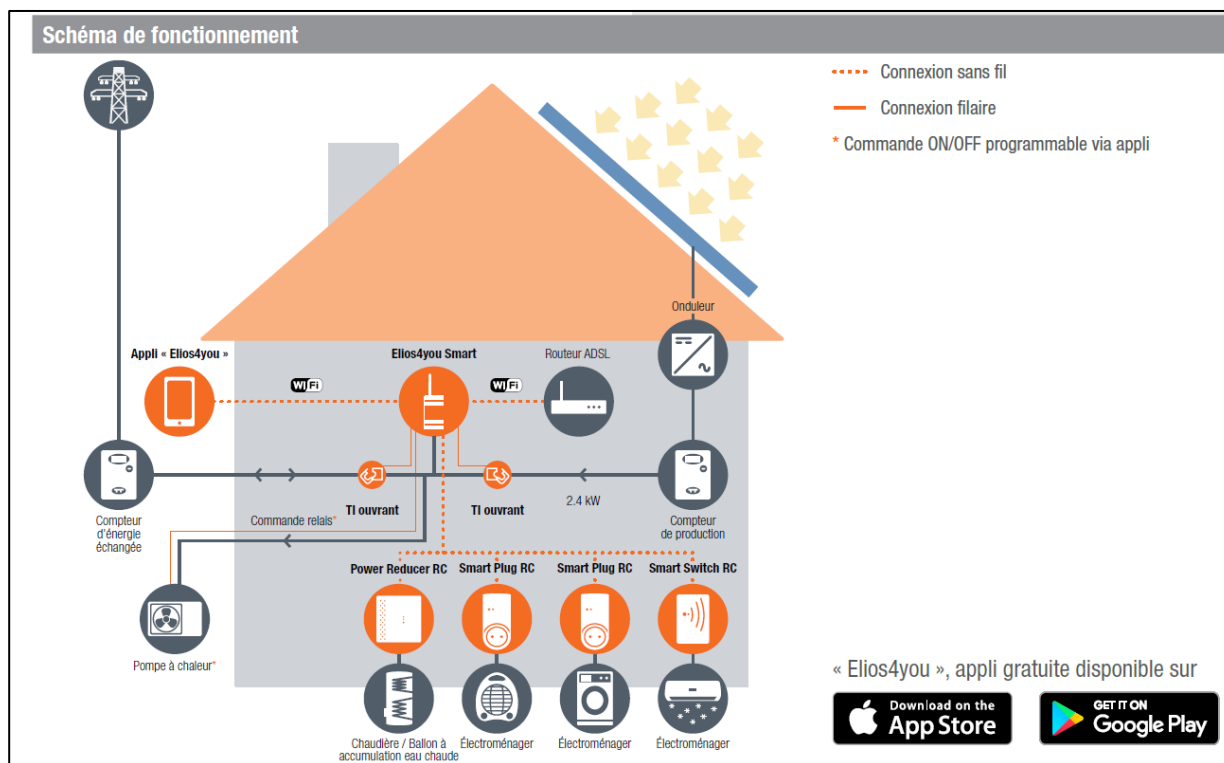 Schéma de fonctionnement
Connexion sans fil
Connexion filaire
* Commande ON/OFF programmable via appli
Onduleur
Appli « Elios4you »
Elios4you Smart
Routeur ADSL
WiFi
WiFi
TI ouvrant
TI ouvrant
2.4 kW
Compteur
d'énergie
échangée
Commande relais*
Compteur
de production
Power Reducer RC
Smart Plug RC
Smart Plug RC
Smart Switch RC
Pompe à chaleur*
Chaudière / Ballon à
accumulation eau chaude
Électroménager
Électroménager
Électroménager
« Elios4you », appli gratuite disponible sur
Download on the
App Store
GET IT ON
Google Play